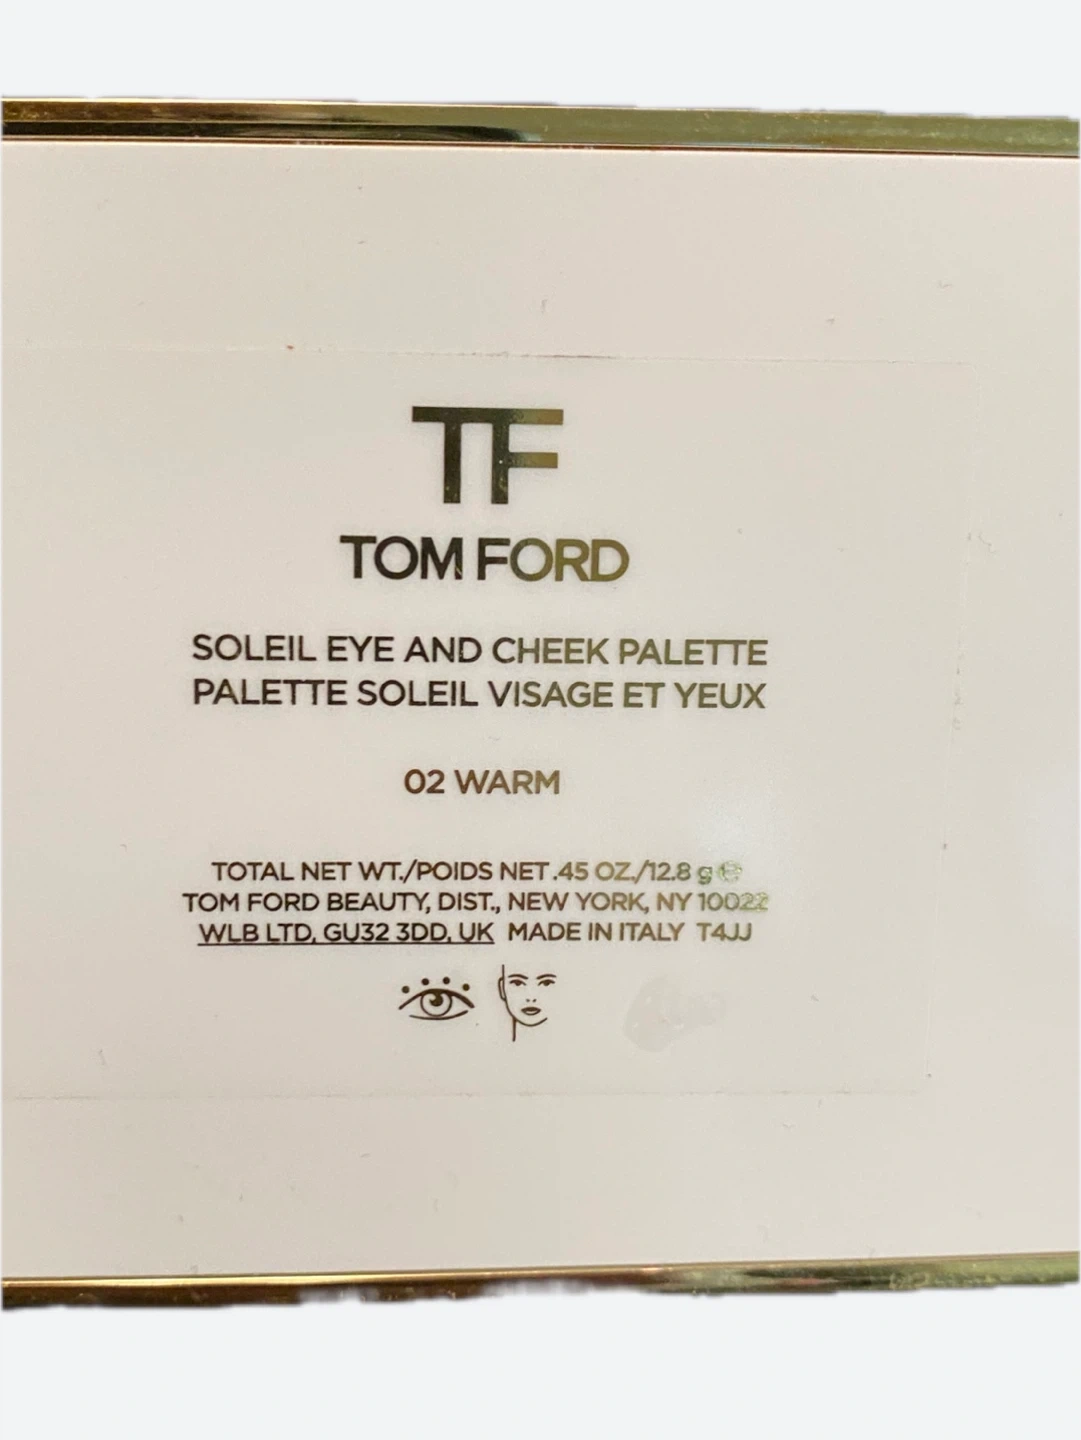 TF
TOM FORD
SOLEIL EYE AND CHEEK PALETTE
PALETTE SOLEIL VISAGE ET YEUX
02 WARM
TOTAL NET WT./POIDS NET .45 OZ./12.8 g ℮
TOM FORD BEAUTY, DIST., NEW YORK, NY 10022
WLB LTD, GU32 3DD, UK MADE IN ITALY T4JJ